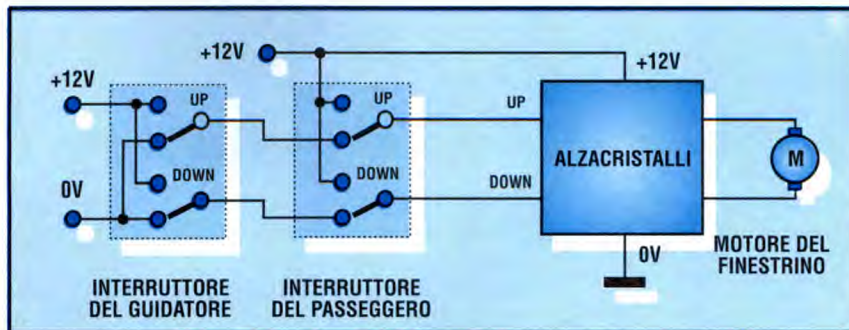 +12V
+12V
UP
DOWN
0V
INTERRUTTORE
DEL GUIDATORE
UP
DOWN
INTERRUTTORE
DEL PASSEGGERO
UP
DOWN
+12V
ALZACRISTALLI
0V
M
MOTORE DEL
FINESTRINO